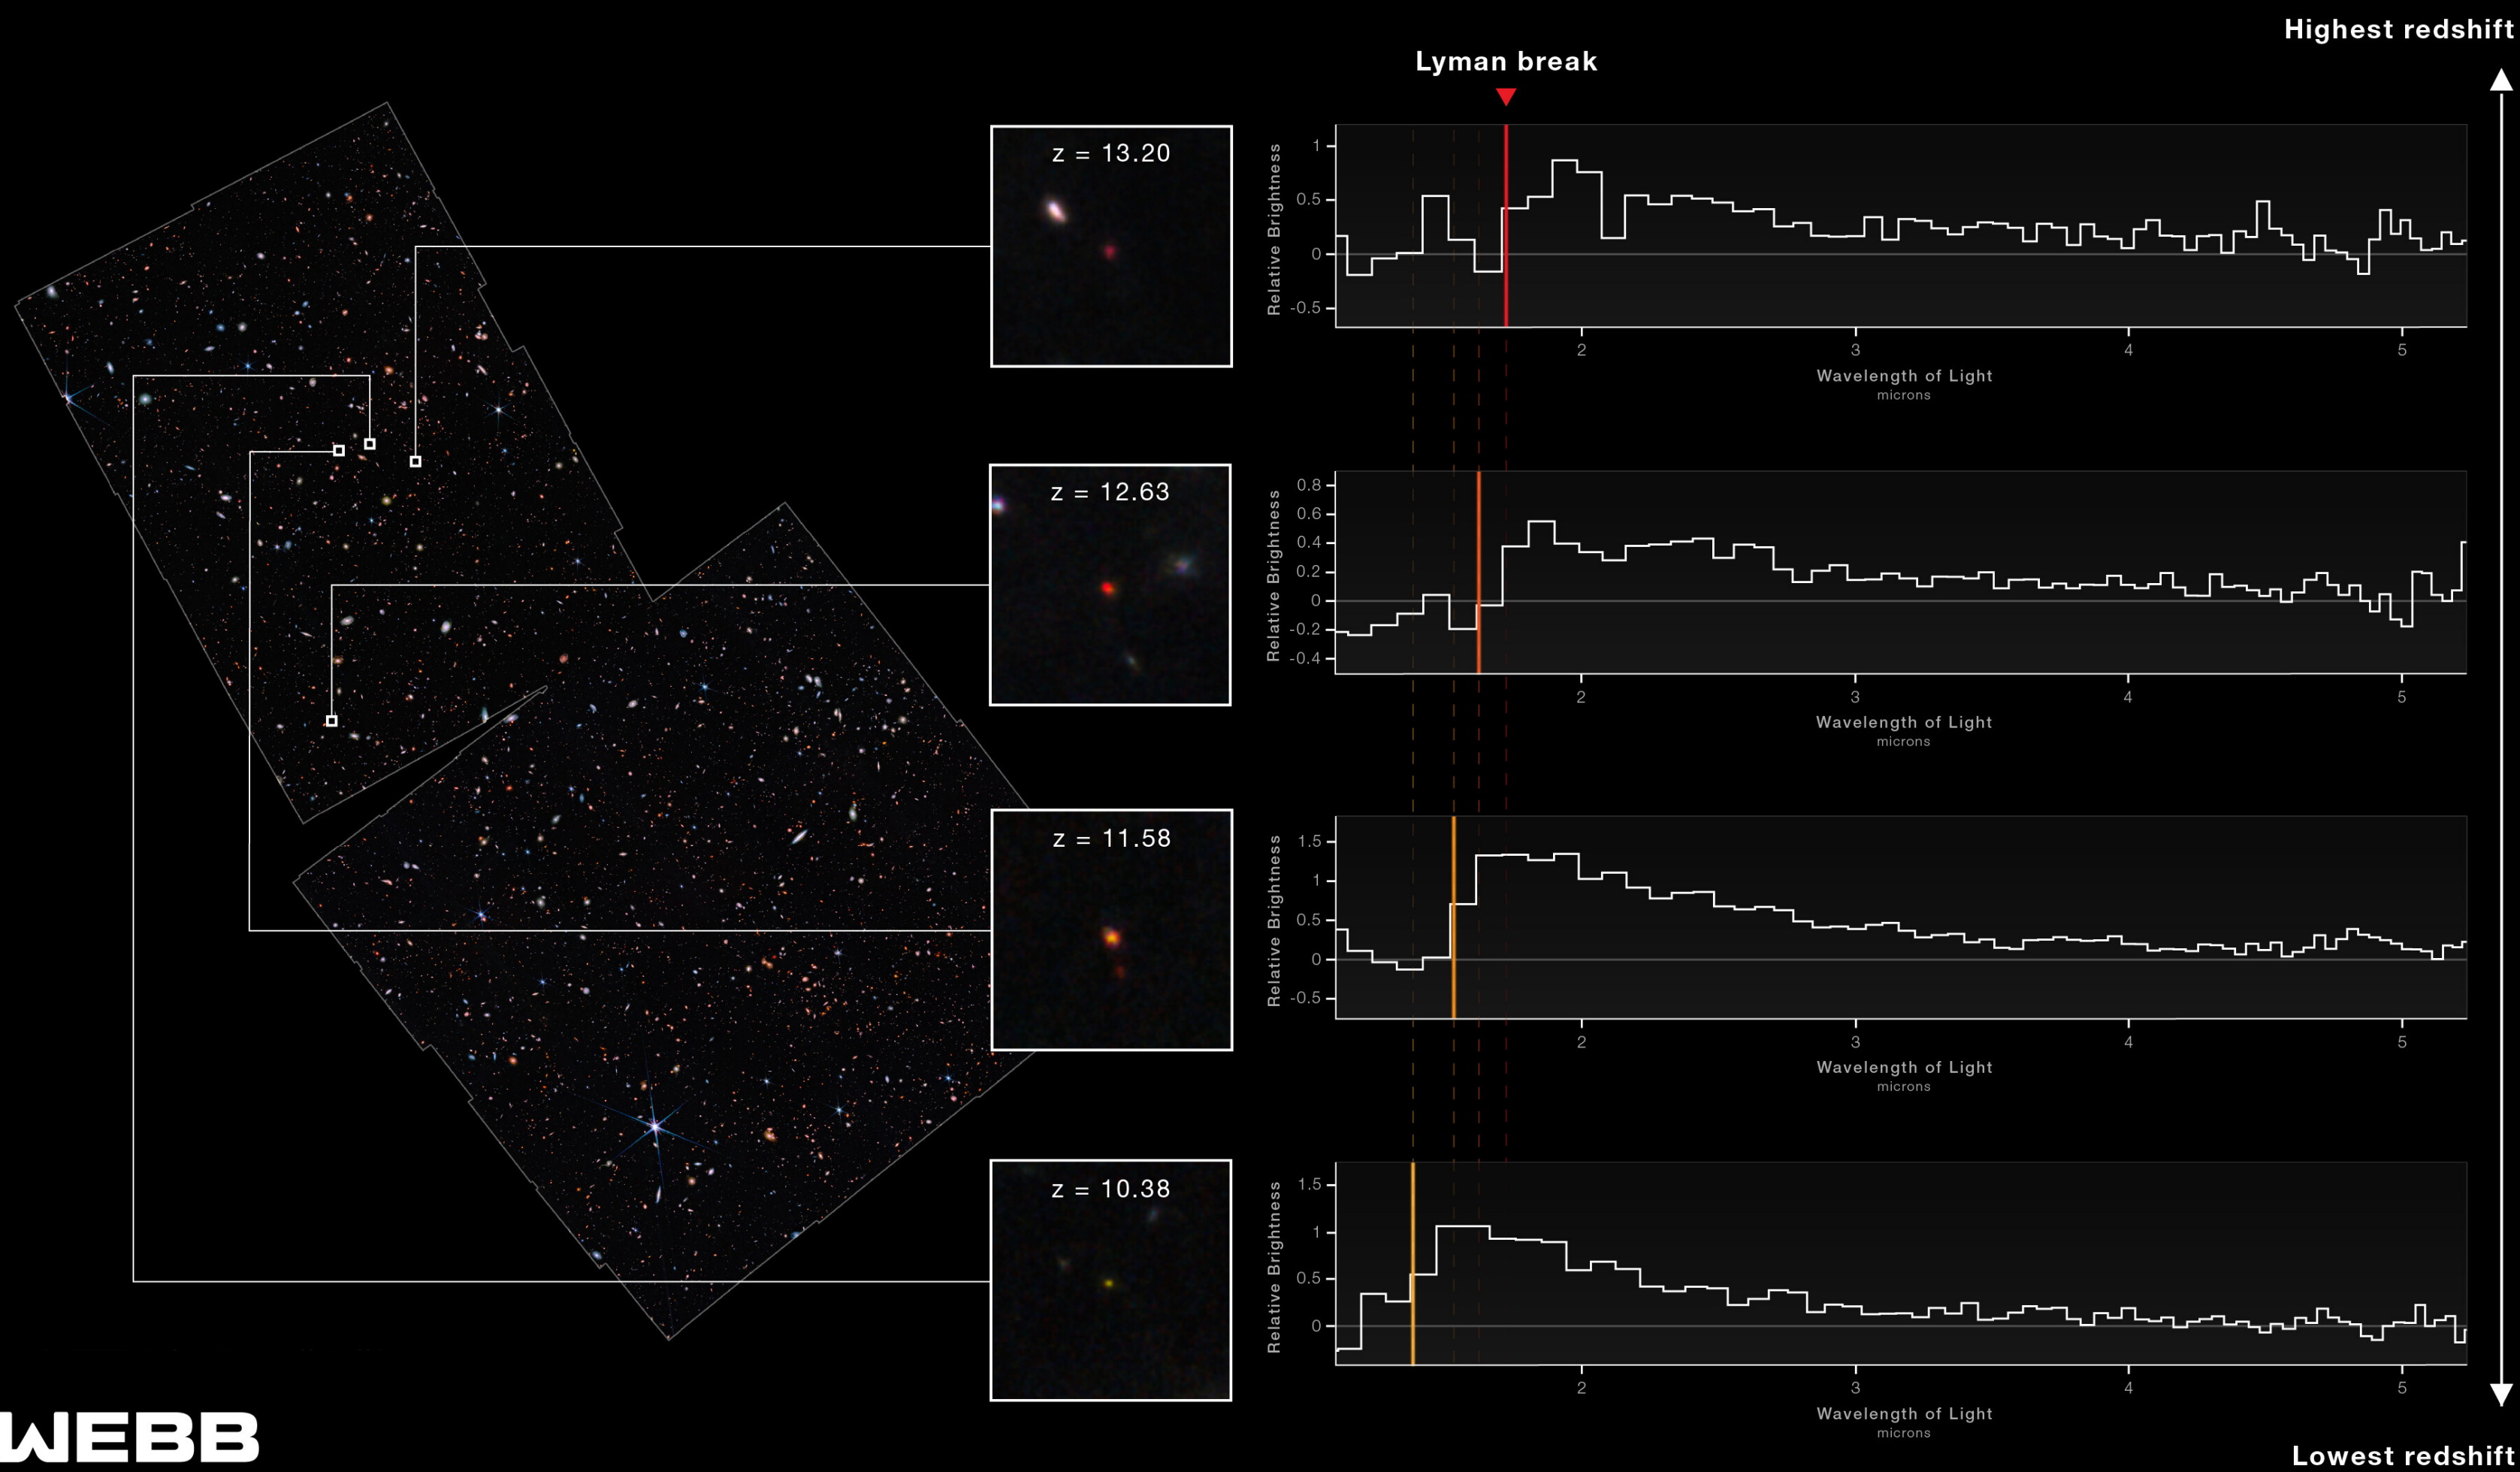 Highest redshift
Lyman break
z = 13.20
Relative Brightness
1
0.5
0
-0.5
2
3
4
5
Wavelength of Light
microns
z = 12.63
Relative Brightness
0.8
0.6
0.4
0.2
0
-0.2
-0.4
2
3
4
5
Wavelength of Light
microns
z = 11.58
Relative Brightness
1.5
1
0.5
0
-0.5
2
3
4
5
Wavelength of Light
microns
z = 10.38
Relative Brightness
1.5
1
0.5
0
2
3
4
5
Wavelength of Light
microns
WEBB
Lowest redshift